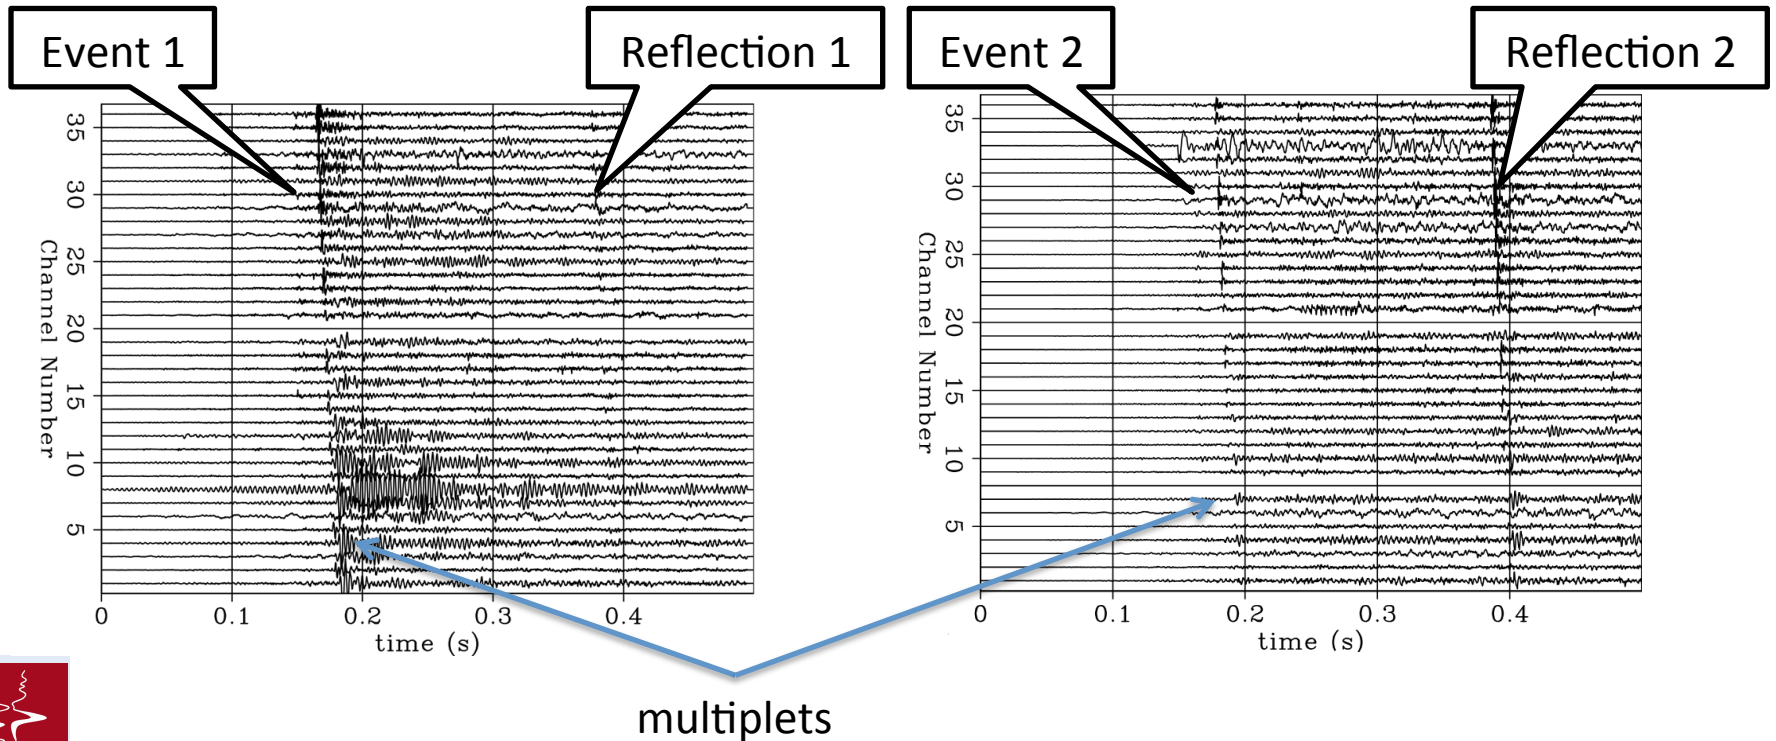 Event 1
Reflection 1
Event 2
Reflection 2
35
30
25
20
15
10
5
Channel Number
0
0.1
0.2
0.3
0.4
time (s)
35
30
25
20
15
10
5
Channel Number
0
0.1
0.2
0.3
0.4
time (s)
multiplets